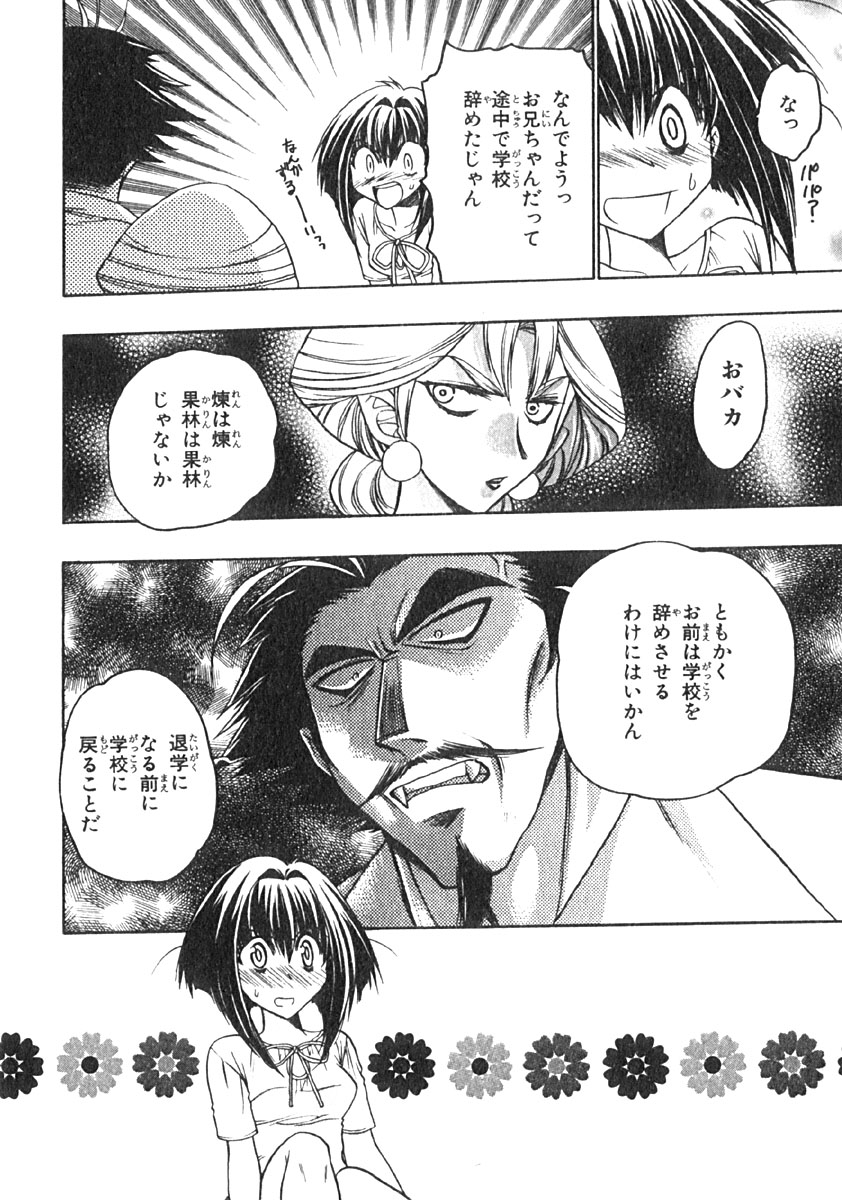 なっ
パパ?
なんでようっ
お兄ちゃんだって
途中で学校
辞めたじゃん
なんか
ずるーーいっっ
おバカ
煉は煉
果林は果林
じゃないか
ともかく
お前は学校を
辞めさせる
わけにはいかん
退学に
なる前に
学校に
戻ることだ